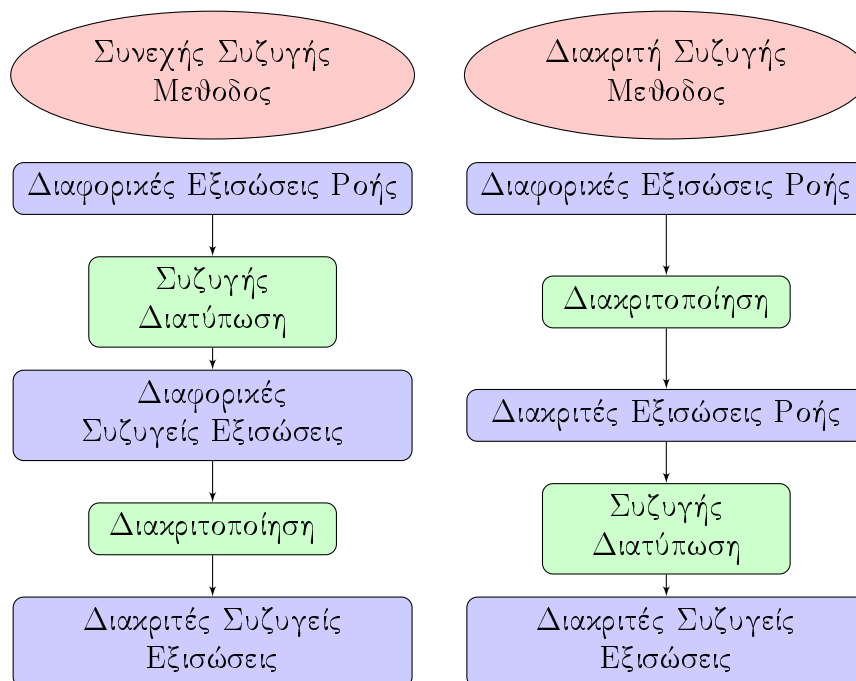 Συνεχής Συζυγής
Μεθοδος
Διαφορικές Εξισώσεις Ροής
Συζυγής
Διατύπωση
Διαφορικές
Συζυγείς Εξισώσεις
Διακριτοποίηση
Διακριτές Συζυγείς
Εξισώσεις
Διακριτή Συζυγής
Μεθοδος
Διαφορικές Εξισώσεις Ροής
Διακριτοποίηση
Διακριτές Εξισώσεις Ροής
Συζυγής
Διατύπωση
Διακριτές Συζυγείς
Εξισώσεις